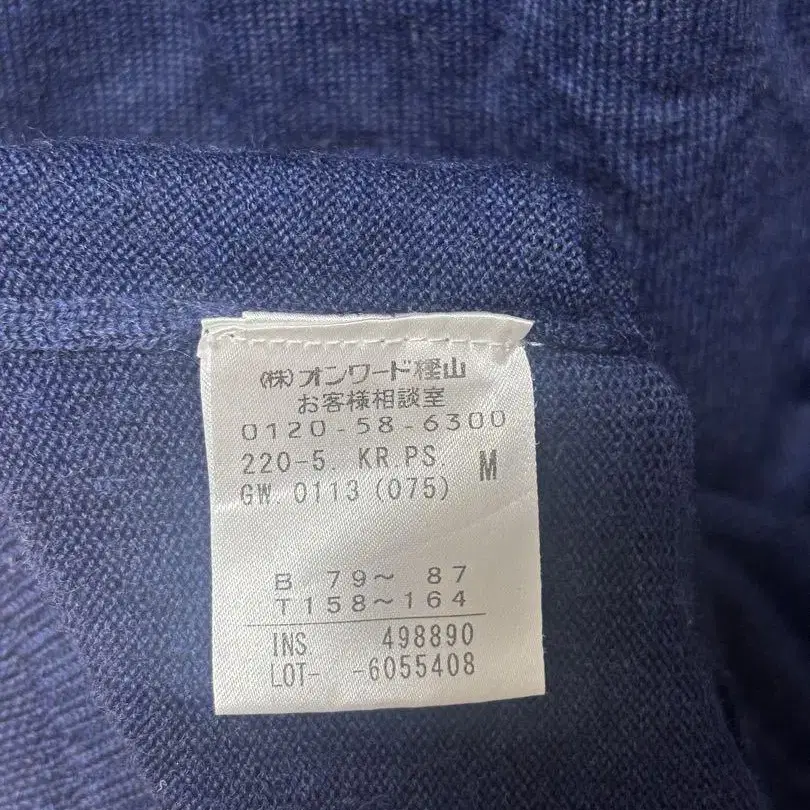 (株)オンワード樫山
お客様相談室
0120-58-6300
220-5. KR.PS. M
GW. 0113 (075)
B 79～ 87
T158～164
INS. 498890
LOT- -6055408